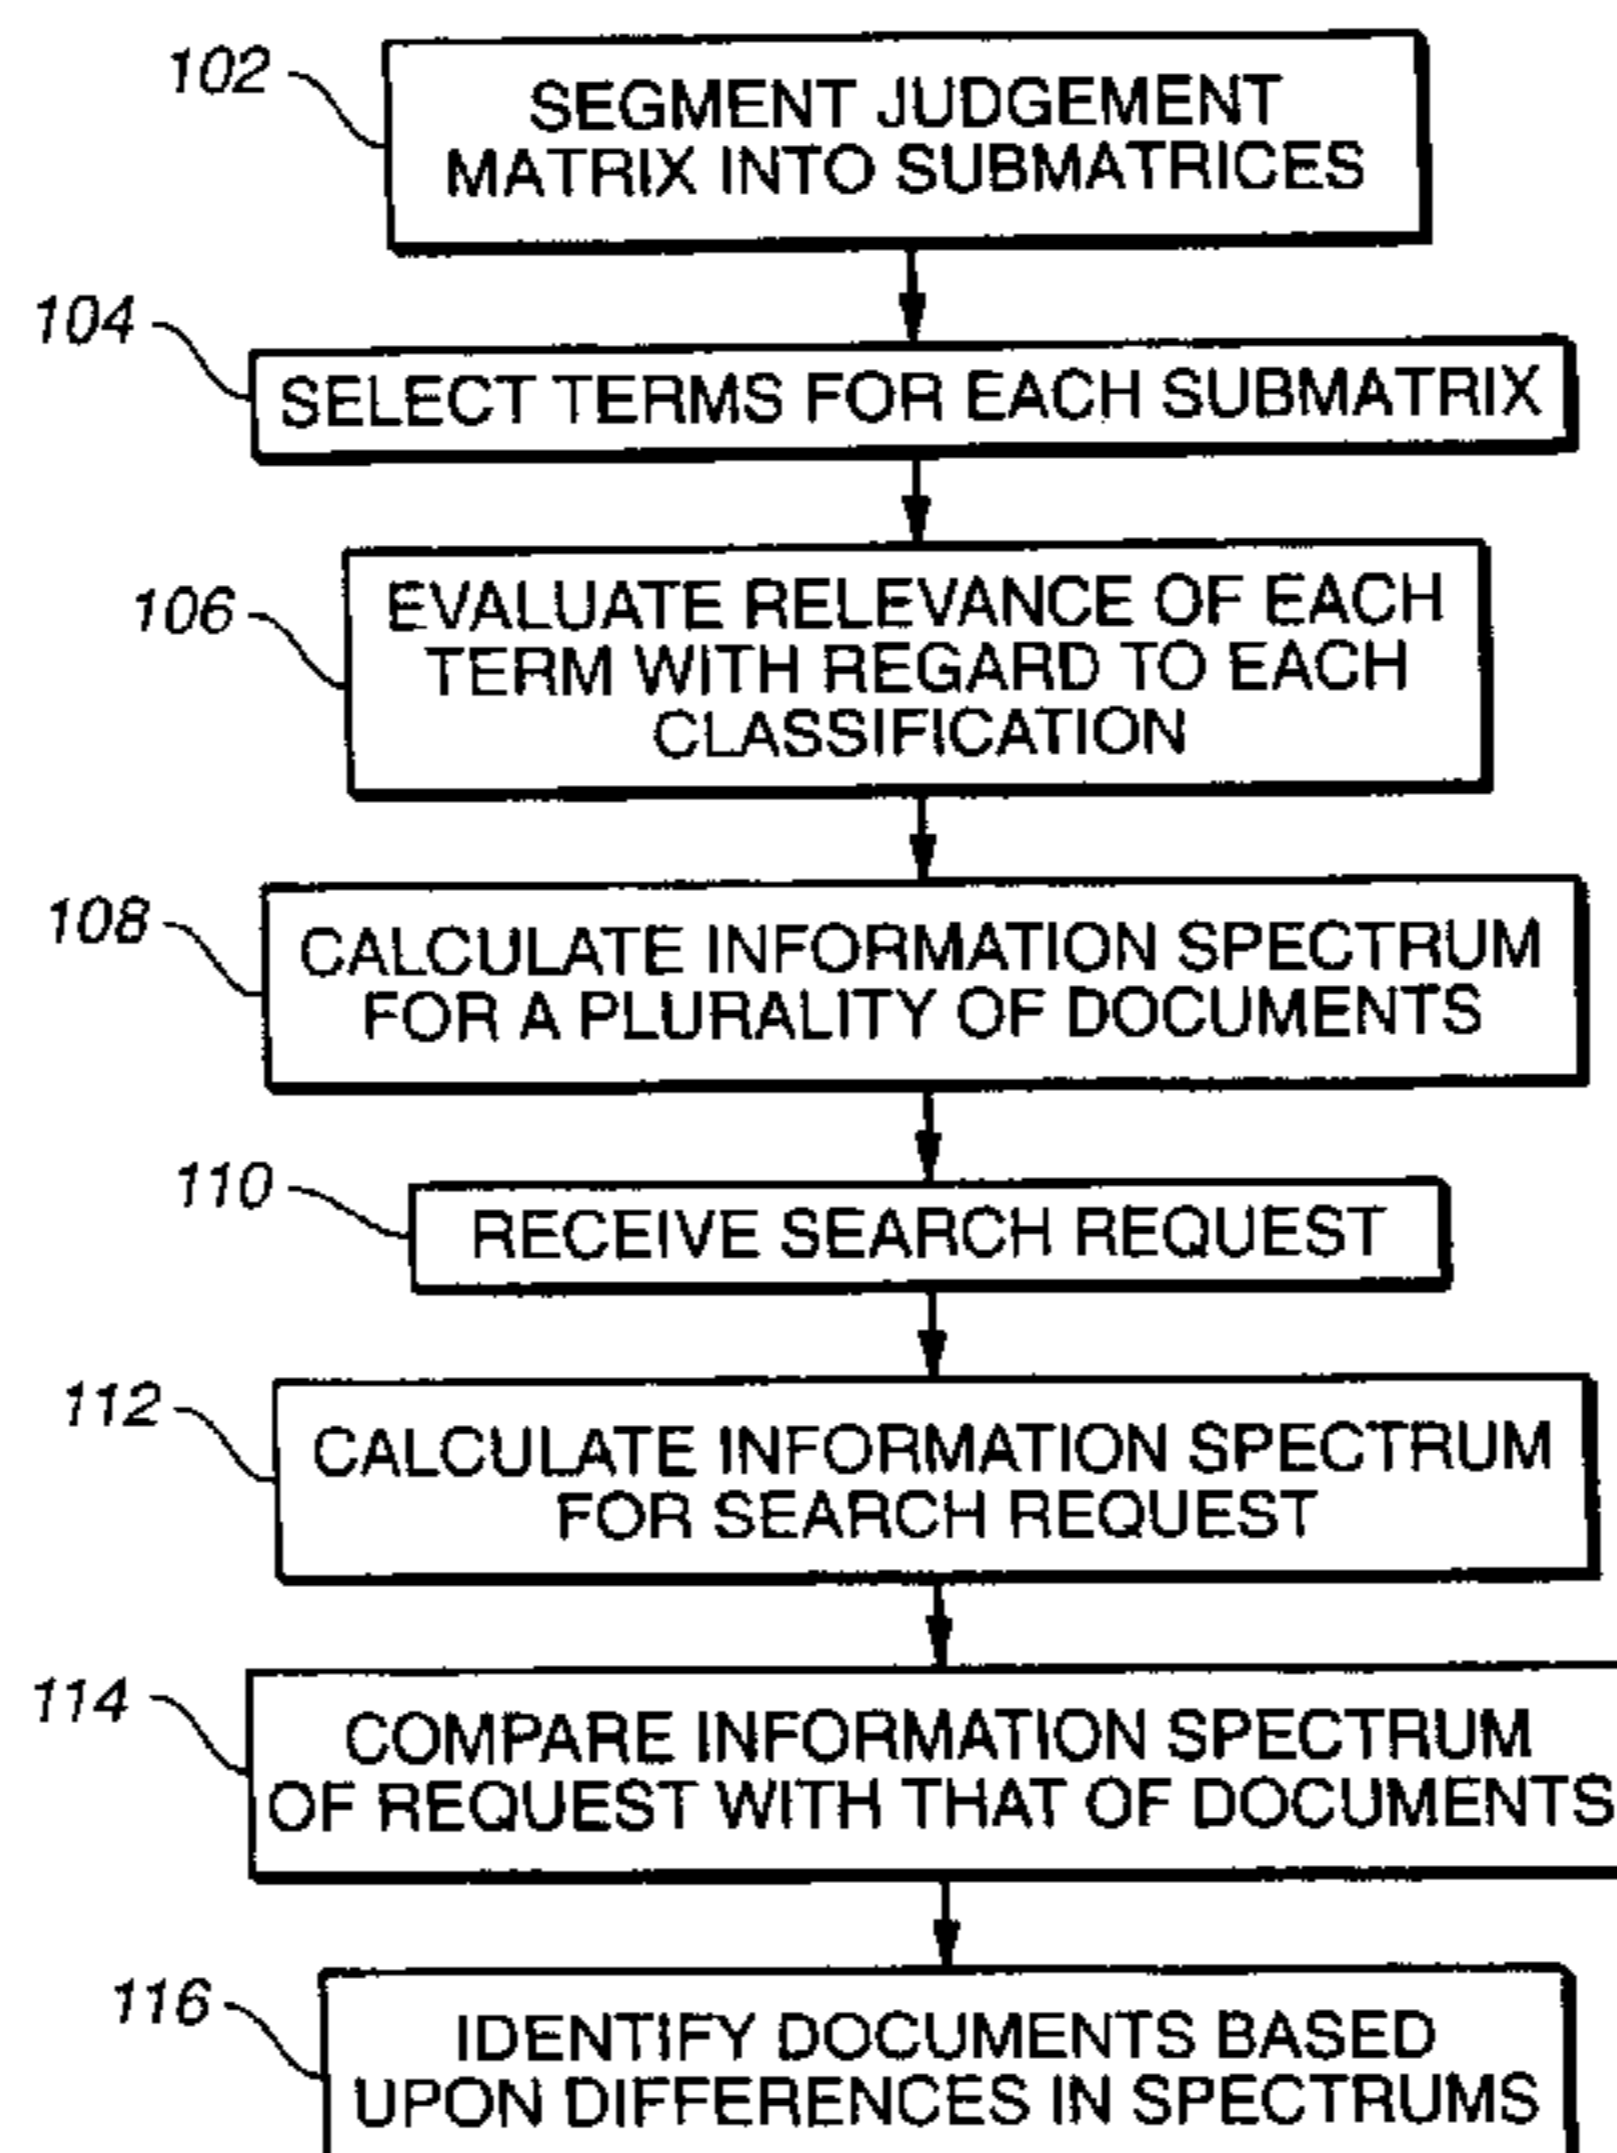 102
SEGMENT JUDGEMENT
MATRIX INTO SUBMATRICES
104
SELECT TERMS FOR EACH SUBMATRIX
106
EVALUATE RELEVANCE OF EACH
TERM WITH REGARD TO EACH
CLASSIFICATION
108
CALCULATE INFORMATION SPECTRUM
FOR A PLURALITY OF DOCUMENTS
110
RECEIVE SEARCH REQUEST
112
CALCULATE INFORMATION SPECTRUM
FOR SEARCH REQUEST
114
COMPARE INFORMATION SPECTRUM
OF REQUEST WITH THAT OF DOCUMENTS
116
IDENTIFY DOCUMENTS BASED
UPON DIFFERENCES IN SPECTRUMS